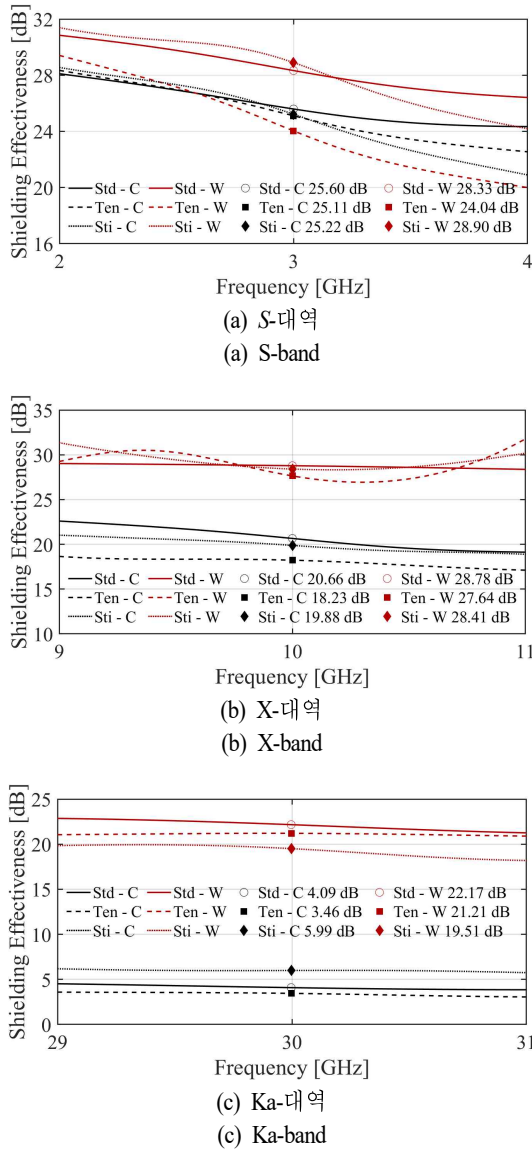 Shielding Effectiveness [dB]
32
28
24
20
16
Std - C Std - W Std - C 25.60 dB Std - W 28.33 dB
Ten - C Ten - W Ten - C 25.11 dB Ten - W 24.04 dB
Sti - C Sti - W Sti - C 25.22 dB Sti - W 28.90 dB
2 3 4
Frequency [GHz]
(a) S-대역
(a) S-band
Shielding Effectiveness [dB]
35
30
25
20
15
10
Std - C Std - W Std - C 20.66 dB Std - W 28.78 dB
Ten - C Ten - W Ten - C 18.23 dB Ten - W 27.64 dB
Sti - C Sti - W Sti - C 19.88 dB Sti - W 28.41 dB
9 10 11
Frequency [GHz]
(b) X-대역
(b) X-band
Shielding Effectiveness [dB]
25
20
15
10
5
0
Std - C Std - W Std - C 4.09 dB Std - W 22.17 dB
Ten - C Ten - W Ten - C 3.46 dB Ten - W 21.21 dB
Sti - C Sti - W Sti - C 5.99 dB Sti - W 19.51 dB
29 30 31
Frequency [GHz]
(c) Ka-대역
(c) Ka-band